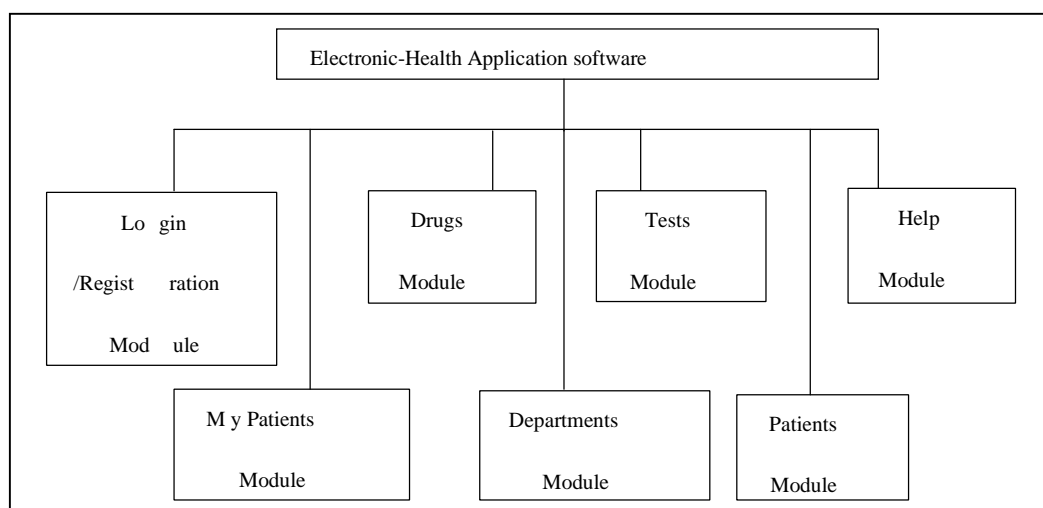 Electronic-Health Application software
Lo gin
/Regist ration
Mod ule
Drugs
Module
Tests
Module
Help
Module
M y Patients
Module
Departments
Module
Patients
Module